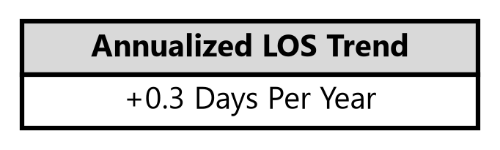 Annualized LOS Trend
+0.3 Days Per Year